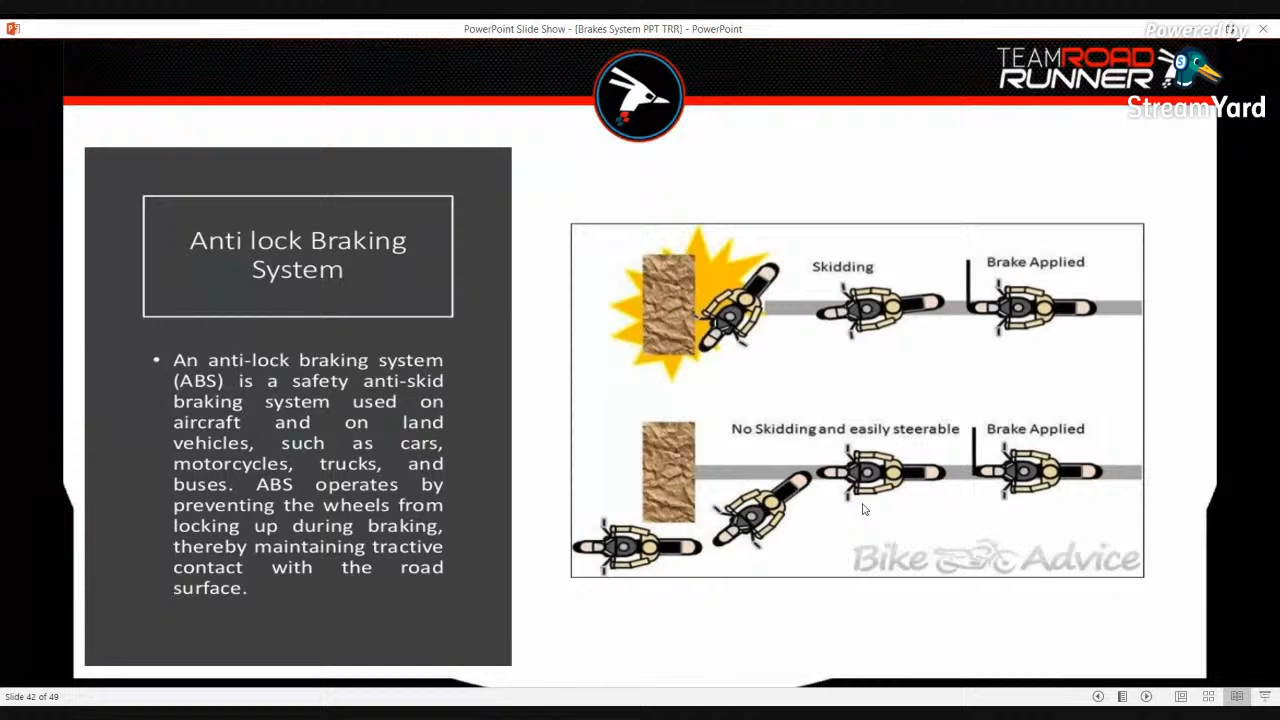 PowerPoint Slide Show - [Brakes System PPT TRR] - PowerPoint
Powered by
TEAMROAD
RUNNER
StreamYard
Anti lock Braking
System
• An anti-lock braking system
(ABS) is a safety anti-skid
braking system used on
aircraft and on land
vehicles, such as cars,
motorcycles, trucks, and
buses. ABS operates by
preventing the wheels from
locking up during braking,
thereby maintaining tractive
contact with the road
surface.
Skidding
Brake Applied
No Skidding and easily steerable
Brake Applied
Bike Advice
Slide 42 of 49